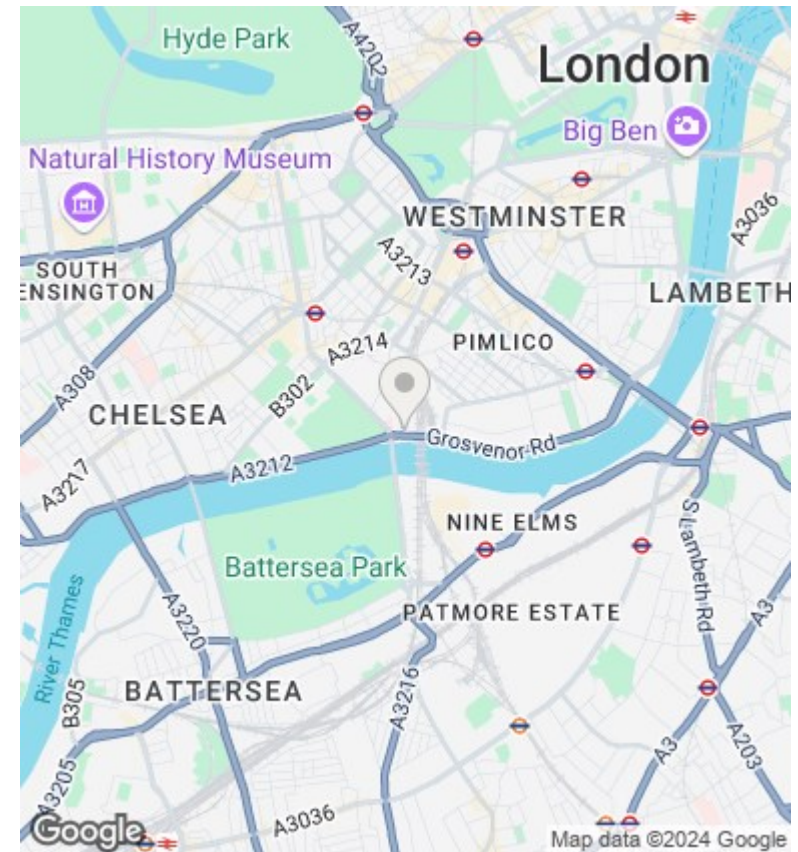 Hyde Park
A4202
London
Big Ben
Natural History Museum
WESTMINSTER
A3036
A3213
SOUTH
ENSINGTON
LAMBETH
A3214
PIMLICO
A308
B302
CHELSEA
Grosvenor Rd
A3212
A3217
NINE ELMS
S Lambeth Rd
Battersea Park
River Thames
A3220
PATMORE ESTATE
A3
B305
BATTERSEA
A3216
A3
A203
A3205
A3036
Google
Map data ©2024 Google